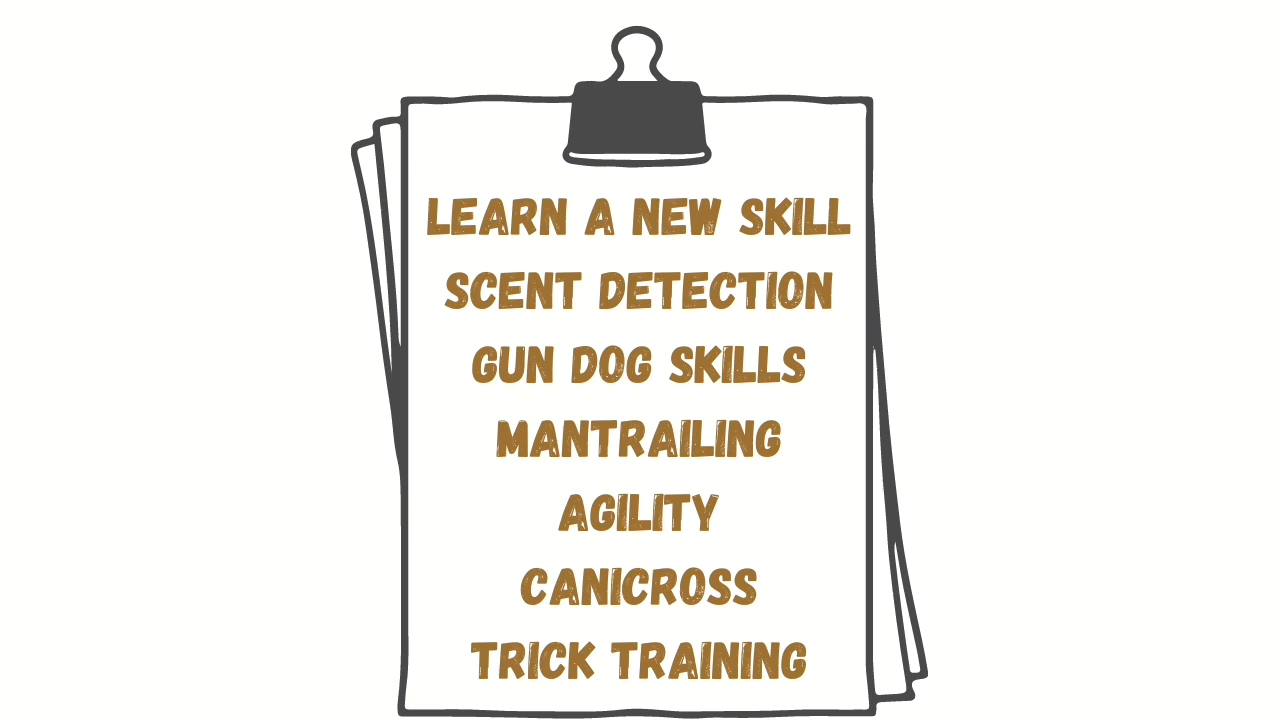 LEARN A NEW SKILL
SCENT DETECTION
GUN DOG SKILLS
MANTRAILING
AGILITY
CANICROSS
TRICK TRAINING